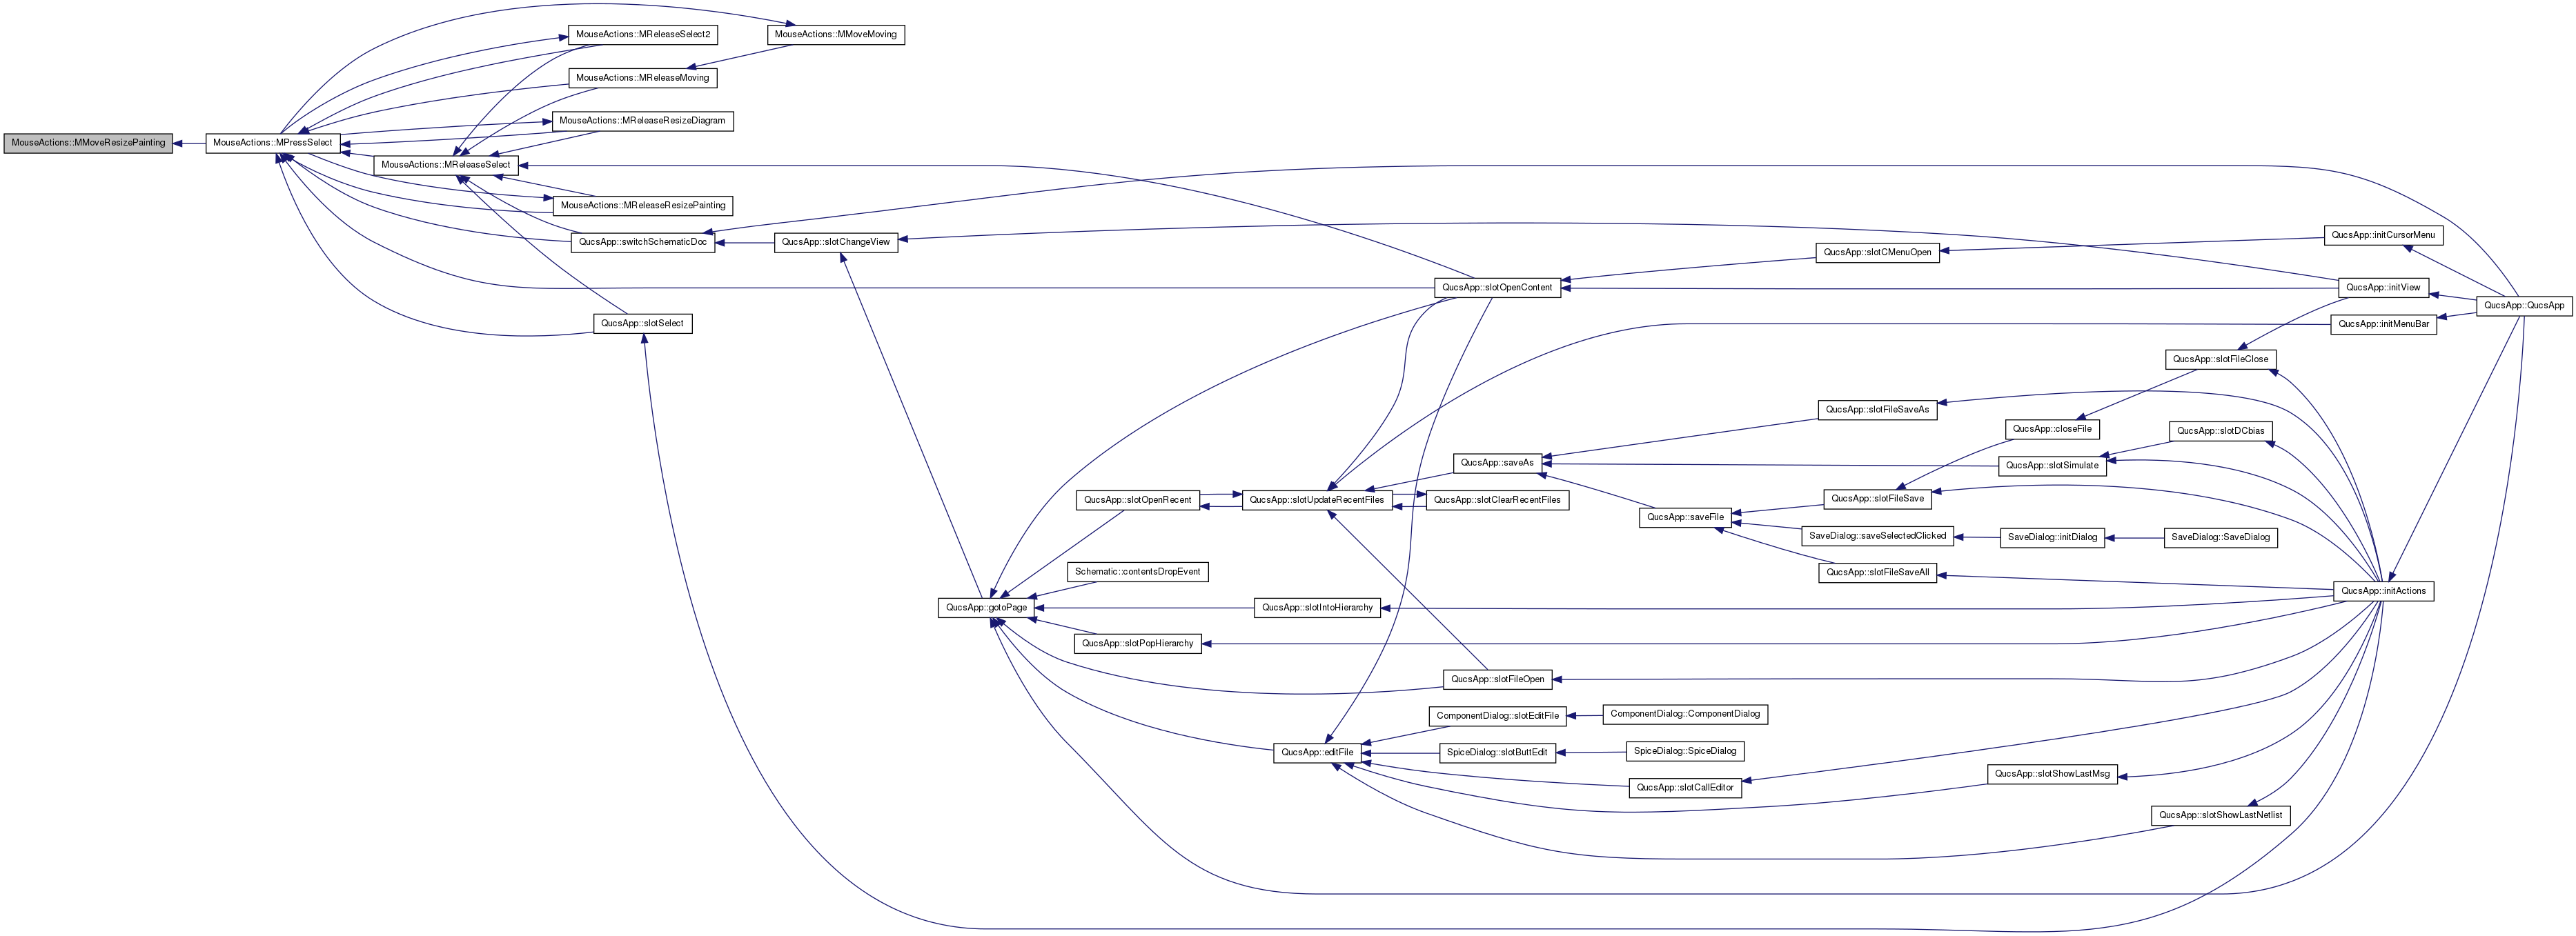 MouseActions::MMoveResizePainting
MouseActions::MPressSelect
MouseActions::MReleaseSelect2
MouseActions::MReleaseMoving
MouseActions::MMoveMoving
MouseActions::MReleaseResizeDiagram
MouseActions::MReleaseSelect
MouseActions::MReleaseResizePainting
QucsApp::switchSchematicDoc
QucsApp::slotSelect
QucsApp::slotChangeView
QucsApp::gotoPage
QucsApp::slotOpenRecent
Schematic::contentsDropEvent
QucsApp::slotPopHierarchy
QucsApp::slotUpdateRecentFiles
QucsApp::slotIntoHierarchy
QucsApp::editFile
QucsApp::slotOpenContent
QucsApp::saveAs
QucsApp::slotClearRecentFiles
QucsApp::slotFileOpen
ComponentDialog::slotEditFile
SpiceDialog::slotButtEdit
QucsApp::saveFile
ComponentDialog::ComponentDialog
SpiceDialog::SpiceDialog
QucsApp::slotCallEditor
QucsApp::slotCMenuOpen
QucsApp::slotFileSaveAs
QucsApp::slotFileSave
SaveDialog::saveSelectedClicked
QucsApp::slotFileSaveAll
QucsApp::closeFile
QucsApp::slotSimulate
SaveDialog::initDialog
QucsApp::slotShowLastMsg
QucsApp::slotFileClose
QucsApp::slotDCbias
SaveDialog::SaveDialog
QucsApp::slotShowLastNetlist
QucsApp::initCursorMenu
QucsApp::initView
QucsApp::initMenuBar
QucsApp::initActions
QucsApp::QucsApp